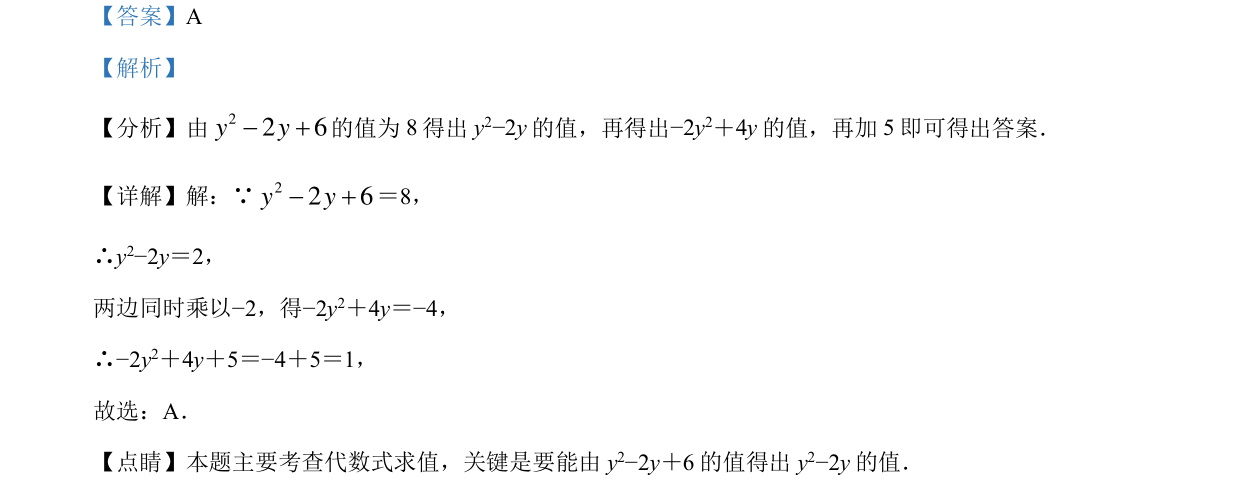 【答案】A
【解析】
【分析】由 y²－2y＋6的值为 8 得出 y²−2y 的值，再得出−2y²＋4y 的值，再加 5 即可得出答案．
【详解】解：∵ y²－2y＋6＝8，
∴y²−2y＝2，
两边同时乘以−2，得−2y²＋4y＝−4，
∴−2y²＋4y＋5＝−4＋5＝1，
故选：A．
【点睛】本题主要考查代数式求值，关键是要能由 y²−2y＋6 的值得出 y²−2y 的值．